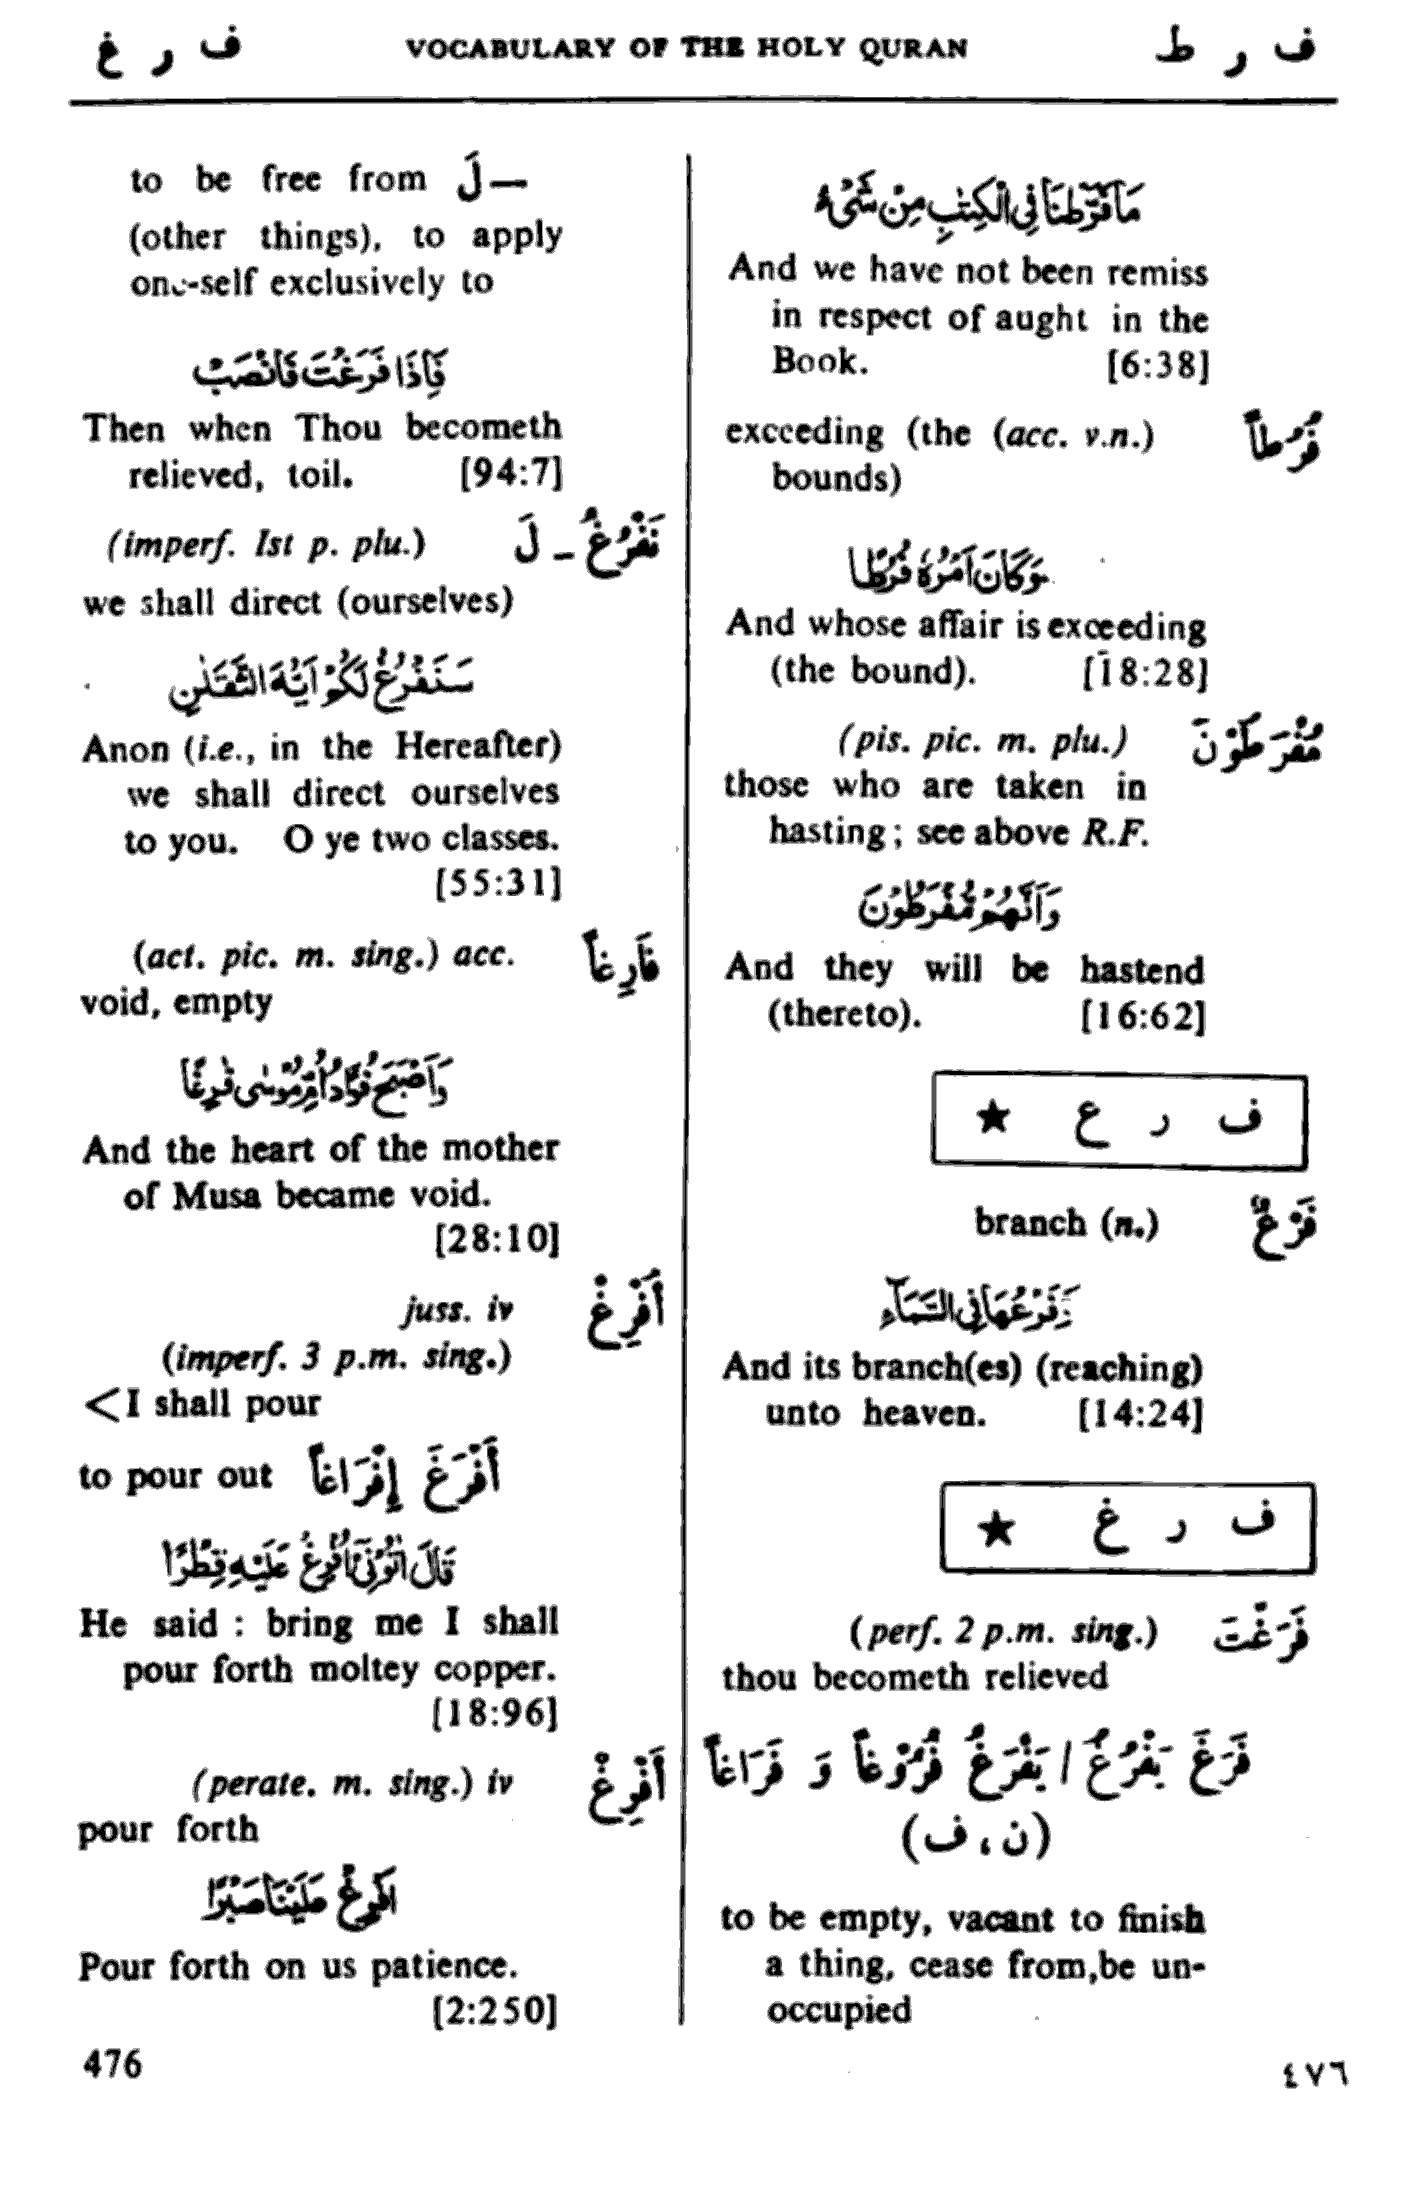 ف ر ط VOCABULARY OF THE HOLY QURAN ف ر غ
مَا فَرَّطْنَا فِي الْكِتٰبِ مِنْ شَيْءٍ
And we have not been remiss
in respect of aught in the
Book. [6:38]
exceeding (the (acc. v.n.) فُرُطاً
bounds)
وَكَانَ اَمْرُهٗ فُرُطًا
And whose affair is exceeding
(the bound). [18:28]
(pis. pic. m. plu.) مُفْرَطُوْنَ
those who are taken in
hasting; see above R.F.
وَاَنَّهُمْ مُّفْرَطُوْنَ
And they will be hastend
(thereto). [16:62]
ف ر ع ★
branch (n.) فَرْعٌ
وَّفَرْعُهَا فِي السَّمَآءِ
And its branch(es) (reaching)
unto heaven. [14:24]
ف ر غ ★
(perf. 2 p.m. sing.) فَرَغْتَ
thou becometh relieved
فَرَغَ يَفْرُغُ / يَفْرَغُ فُرُوْغاً وَ فَرَاغاً
(ن ، ف)
to be empty, vacant to finish
a thing, cease from,be un-
occupied
to be free from لَ—
(other things), to apply
one-self exclusively to
فَاِذَا فَرَغْتَ فَانْصَبْ
Then when Thou becometh
relieved, toil. [94:7]
(imperf. Ist p. plu.) نَفْرُغُ - لَ
we shall direct (ourselves)
سَنَفْرُغُ لَكُمْ اَيُّهَ الثَّقَلٰنِ
Anon (i.e., in the Hereafter)
we shall direct ourselves
to you. O ye two classes.
[55:31]
(act. pic. m. sing.) acc. فَارِغاً
void, empty
وَاَصْبَحَ فُؤَادُ اُمِّ مُوْسٰى فٰرِغًا
And the heart of the mother
of Musa became void.
[28:10]
juss. iv أُفْرِغْ
(imperf. 3 p.m. sing.)
<I shall pour
to pour out أَفْرَغَ إِفْرَاغاً
قَالَ اٰتُوْنِيْٓ اُفْرِغْ عَلَيْهِ قِطْرًا
He said : bring me I shall
pour forth moltey copper.
[18:96]
(perate. m. sing.) iv أَفْرِغْ
pour forth
اَفْرِغْ عَلَيْنَا صَبْرًا
Pour forth on us patience.
[2:250]
476 ٤٧٦